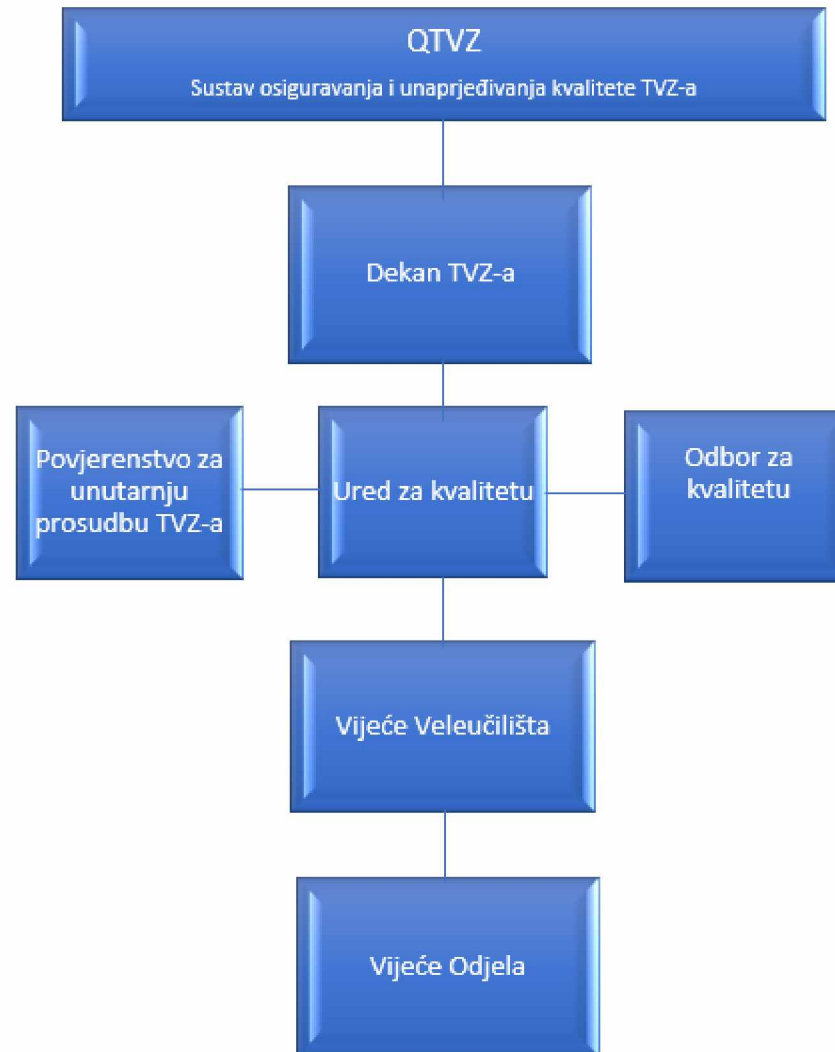 QTVZ
Sustav osiguravanja i unaprjeđivanja kvalitete TVZ-a
Dekan TVZ-a
Povjerenstvo za
unutarnju
prosudbu TVZ-a
Ured za kvalitetu
Odbor za
kvalitetu
Vijeće Veleučilišta
Vijeće Odjela